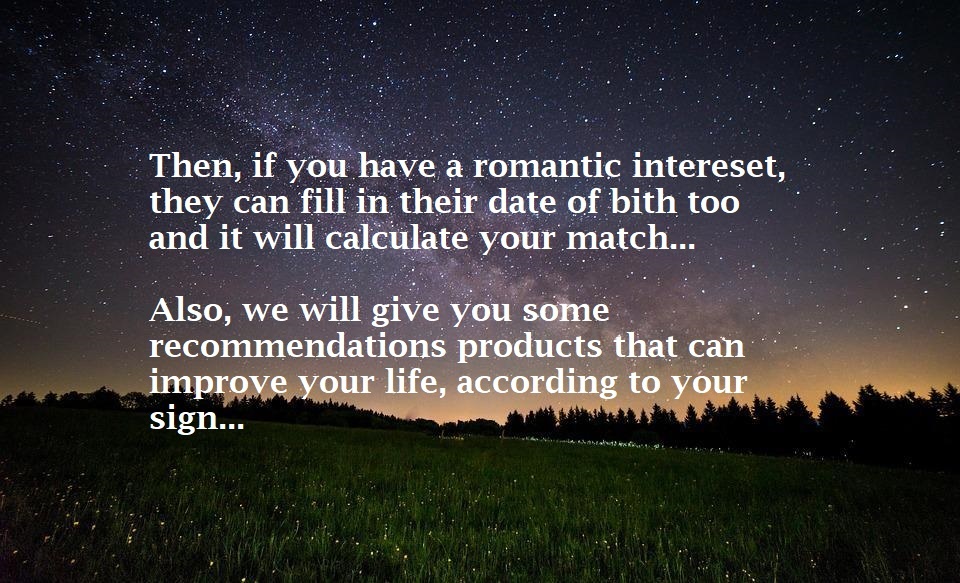 Then, if you have a romantic intereset,
they can fill in their date of bith too
and it will calculate your match...
Also, we will give you some
recommendations products that can
improve your life, according to your
sign...